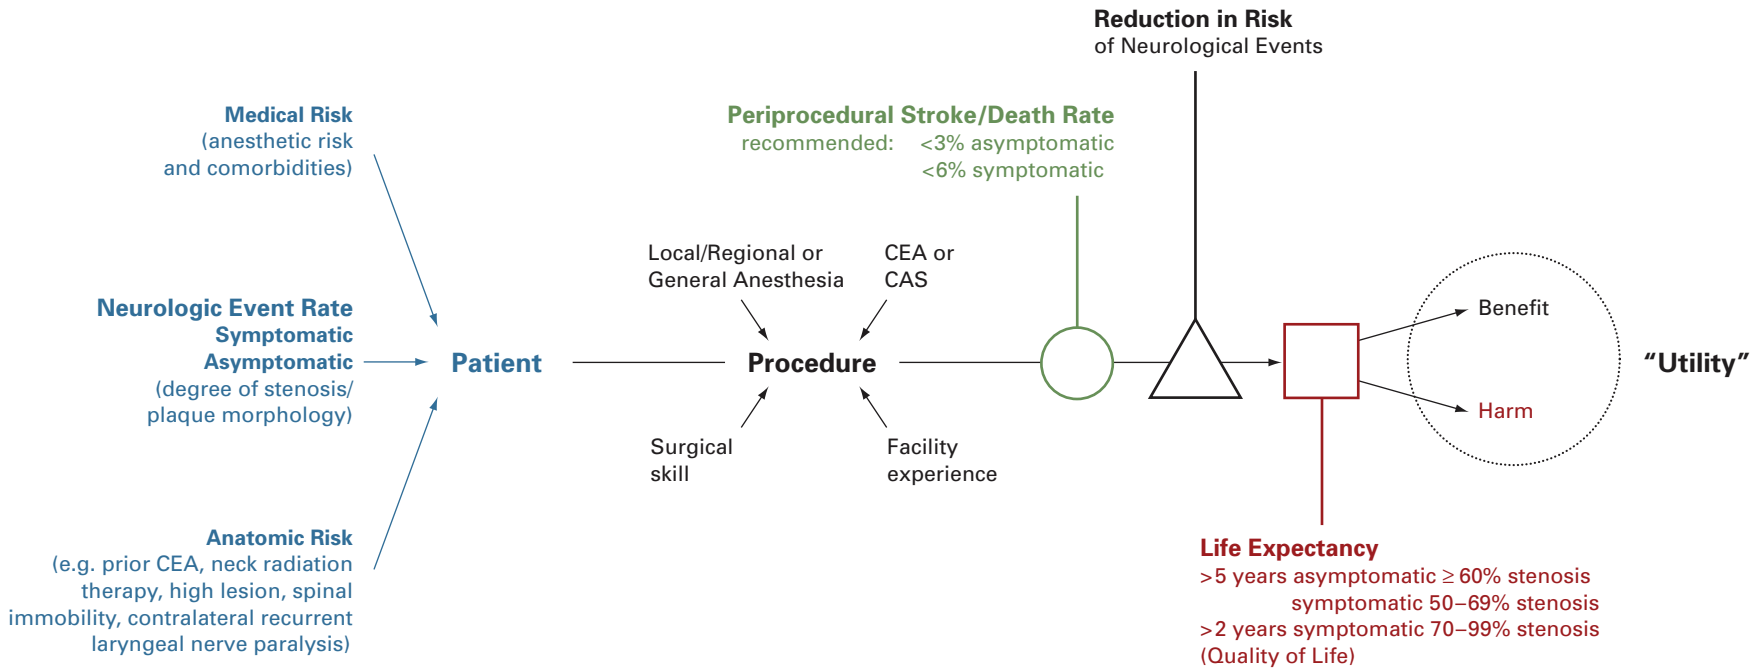 Reduction in Risk
of Neurological Events
Medical Risk
(anesthetic risk
and comorbidities)
Periprocedural Stroke/Death Rate
recommended: <3% asymptomatic
<6% symptomatic
Local/Regional or
General Anesthesia
CEA or
CAS
Neurologic Event Rate
Symptomatic
Asymptomatic
(degree of stenosis/
plaque morphology)
Patient
Procedure
Benefit
Harm
“Utility”
Surgical
skill
Facility
experience
Anatomic Risk
(e.g. prior CEA, neck radiation
therapy, high lesion, spinal
immobility, contralateral recurrent
laryngeal nerve paralysis)
Life Expectancy
>5 years asymptomatic ≥ 60% stenosis
symptomatic 50–69% stenosis
>2 years symptomatic 70–99% stenosis
(Quality of Life)